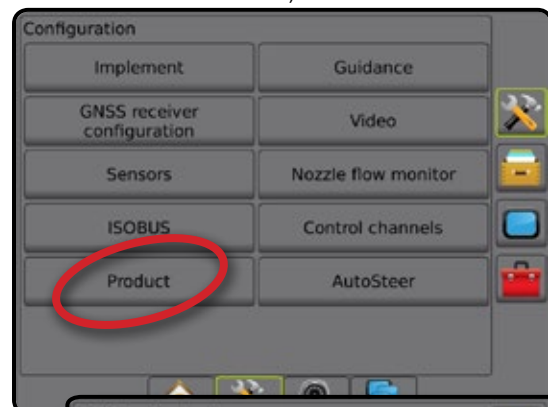 Configuration
Implement
Guidance
GNSS receiver
configuration
Video
Sensors
Nozzle flow monitor
ISOBUS
Control channels
Product
AutoSteer